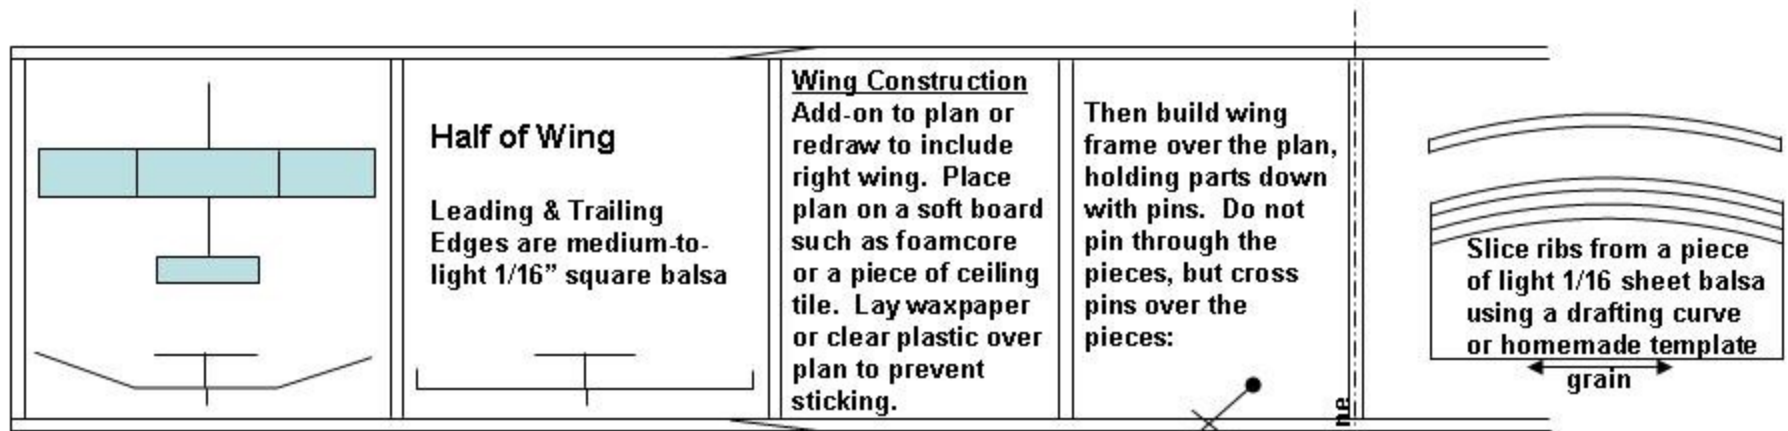 Half of Wing
Leading & Trailing
Edges are medium-to-
light 1/16” square balsa
Wing Construction
Add-on to plan or
redraw to include
right wing.  Place
plan on a soft board
such as foamcore
or a piece of ceiling
tile.  Lay waxpaper
or clear plastic over
plan to prevent
sticking.
Then build wing
frame over the plan,
holding parts down
with pins.  Do not
pin through the
pieces, but cross
pins over the
pieces:
ne
Slice ribs from a piece
of light 1/16 sheet balsa
using a drafting curve
or homemade template
grain